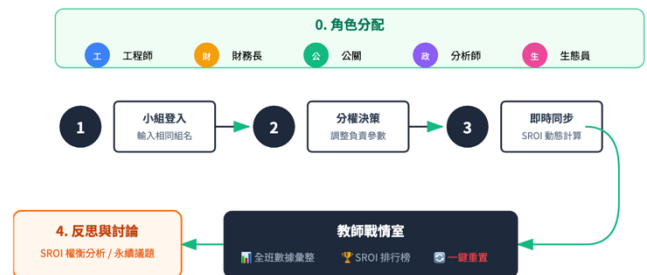 0. 角色分配
工 工程師 財 財務長 公 公關 政 分析師 生 生態員
1 小組登入
輸入相同組名
2 分權決策
調整負責參數
3 即時同步
SROI 動態計算
4. 反思與討論
SROI 權衡分析 / 永續議題
教師戰情室
全班數據彙整 SROI 排行榜 一鍵重置